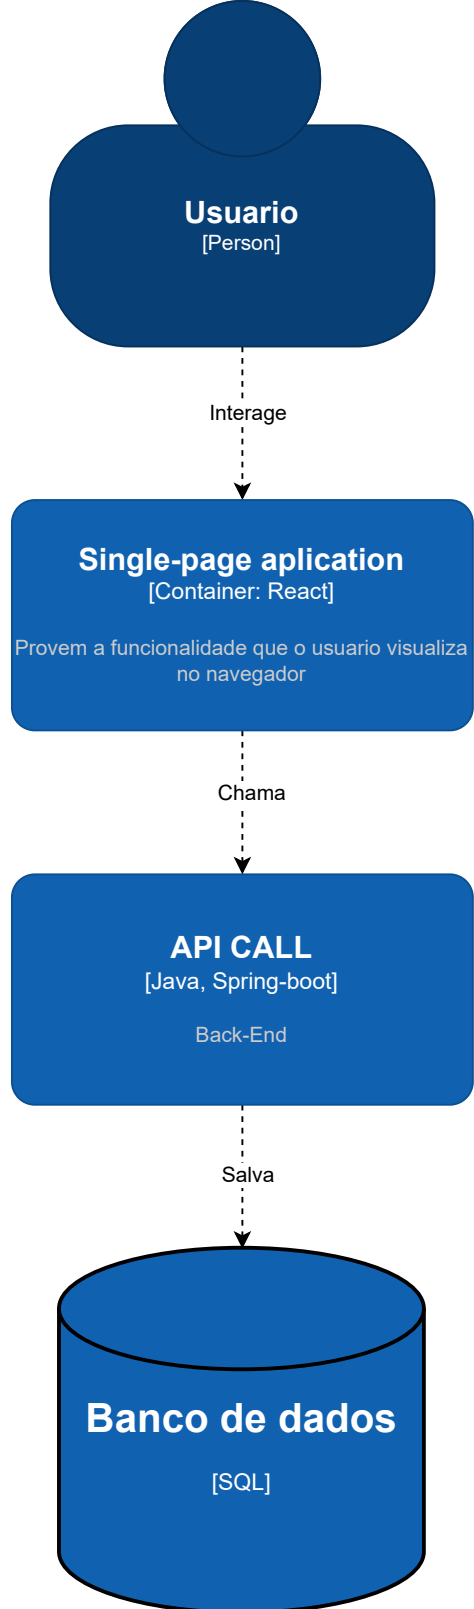 Usuario
[Person]
Interage
Single-page aplication
[Container: React]
Provem a funcionalidade que o usuario visualiza
no navegador
Chama
API CALL
[Java, Spring-boot]
Back-End
Salva
Banco de dados
[SQL]